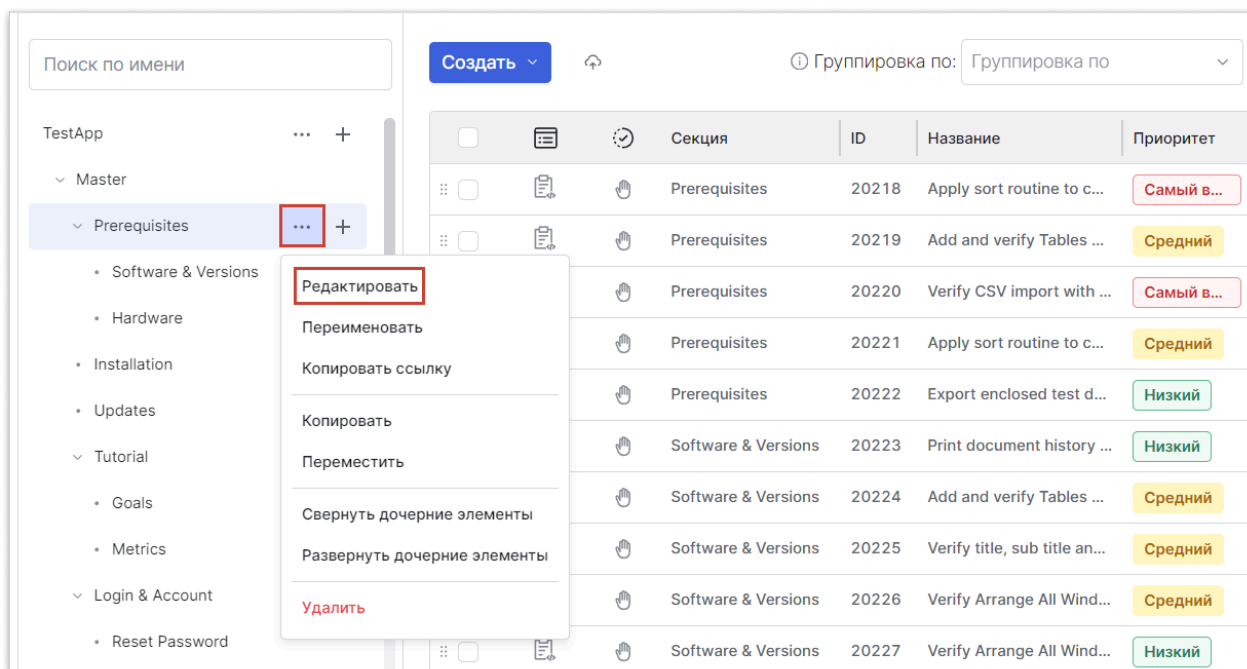 Поиск по имени
Создать
Группировка по: Группировка по
TestApp
Master
Prerequisites
Software & Versions
Hardware
Installation
Updates
Tutorial
Goals
Metrics
Login & Account
Reset Password
Редактировать
Переименовать
Копировать ссылку
Копировать
Переместить
Свернуть дочерние элементы
Развернуть дочерние элементы
Удалить
Секция ID Название Приоритет
Prerequisites 20218 Apply sort routine to c... Самый в...
Prerequisites 20219 Add and verify Tables ... Средний
Prerequisites 20220 Verify CSV import with ... Самый в...
Prerequisites 20221 Apply sort routine to c... Средний
Prerequisites 20222 Export enclosed test d... Низкий
Software & Versions 20223 Print document history ... Низкий
Software & Versions 20224 Add and verify Tables ... Средний
Software & Versions 20225 Verify title, sub title an... Средний
Software & Versions 20226 Verify Arrange All Wind... Средний
Software & Versions 20227 Verify Arrange All Wind... Низкий